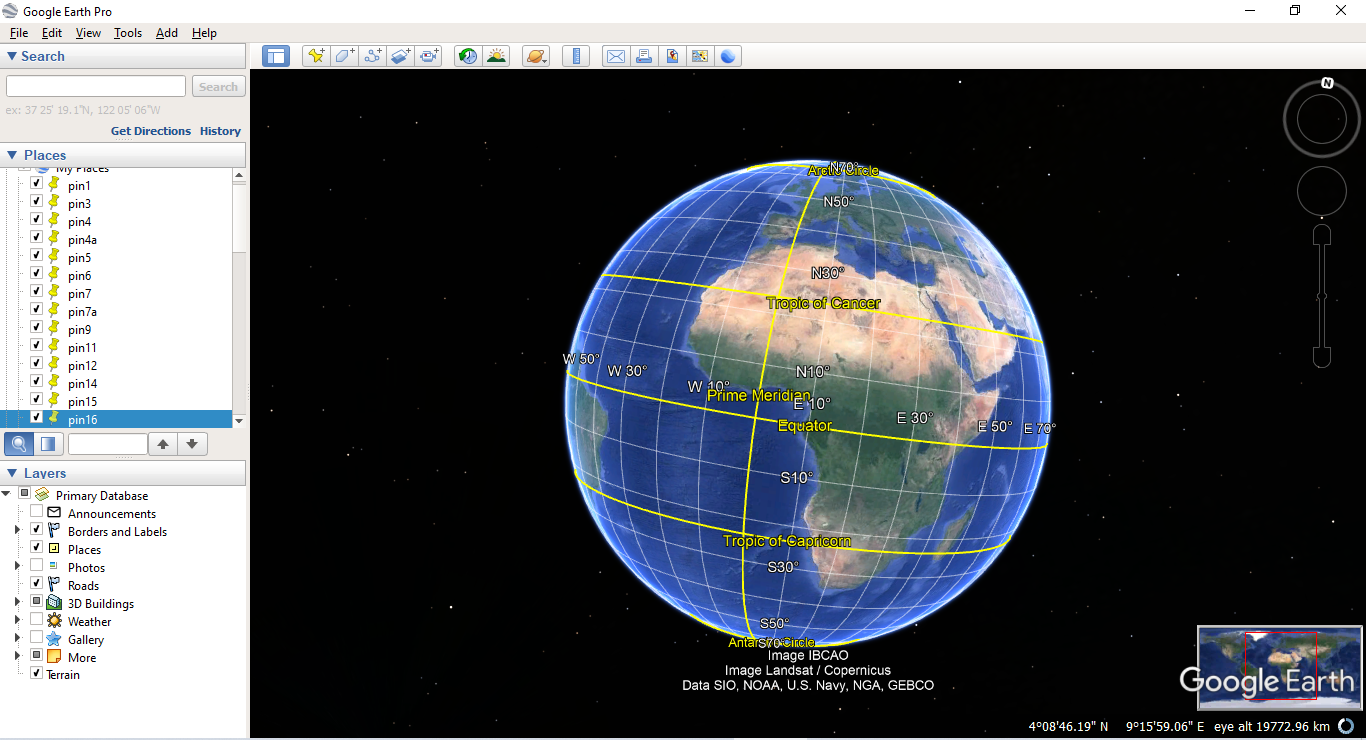 Google Earth Pro
File Edit View Tools Add Help
Search
Search
ex: 37 25' 19.1"N, 122 05' 06"W
Get Directions History
Places
My Places
pin1
pin3
pin4
pin4a
pin5
pin6
pin7
pin7a
pin9
pin11
pin12
pin14
pin15
pin16
Layers
Primary Database
Announcements
Borders and Labels
Places
Photos
Roads
3D Buildings
Weather
Gallery
More
Terrain
N
N70°
Arctic Circle
N50°
N30°
Tropic of Cancer
W 50°
W 30°
N10°
W 10°
Prime Meridian
E 10°
E 30°
Equator
E 50°
E 70°
S10°
Tropic of Capricorn
S30°
S50°
Antarctic Circle
S70°
Image IBCAO
Image Landsat / Copernicus
Data SIO, NOAA, U.S. Navy, NGA, GEBCO
Google Earth
4°08'46.19" N 9°15'59.06" E eye alt 19772.96 km